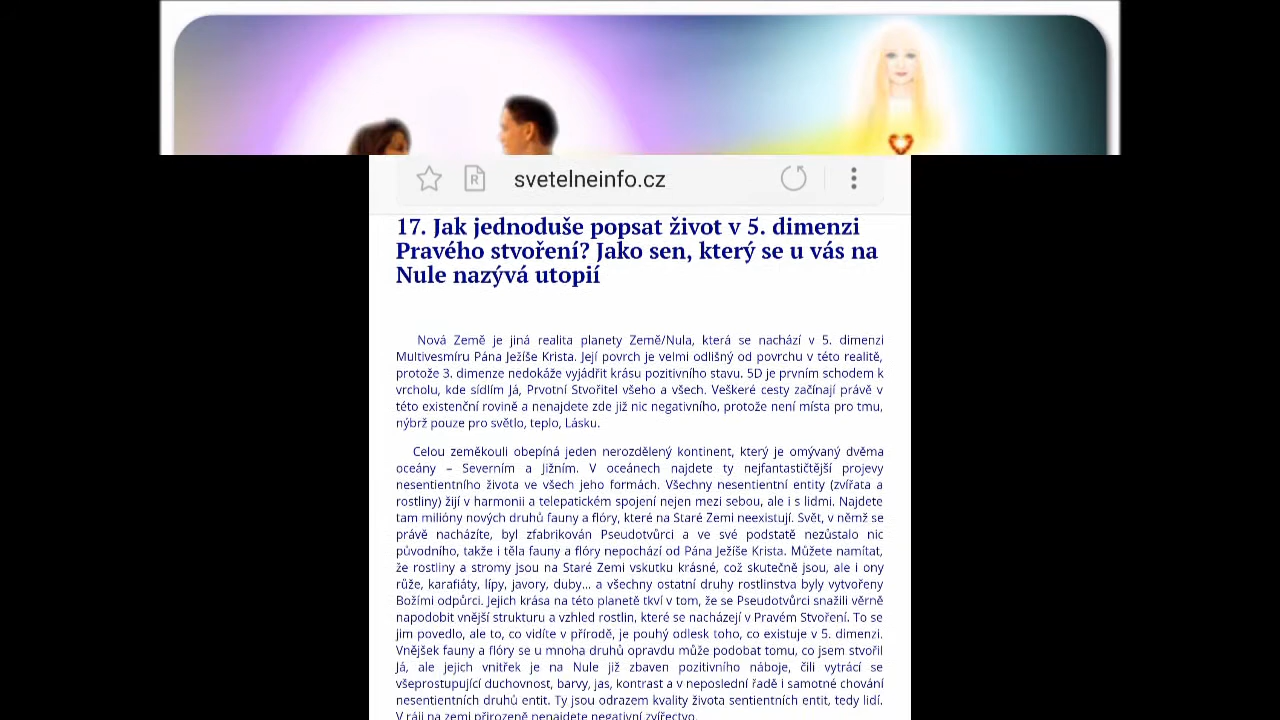 svetelneinfo.cz
17. Jak jednoduše popsat život v 5. dimenzi
Pravého stvoření? Jako sen, který se u vás na
Nule nazývá utopií
Nová Země je jiná realita planety Země/Nula, která se nachází v 5. dimenzi
Multivesmíru Pána Ježíše Krista. Její povrch je velmi odlišný od povrchu v této realitě,
protože 3. dimenze nedokáže vyjádřit krásu pozitivního stavu. 5D je prvním schodem k
vrcholu, kde sídlím Já, Prvotní Stvořitel všeho a všech. Veškeré cesty začínají právě v
této existenční rovině a nenajdete zde již nic negativního, protože není místa pro tmu,
nýbrž pouze pro světlo, teplo, Lásku.
Celou zeměkouli obepíná jeden nerozdělený kontinent, který je omývaný dvěma
oceány – Severním a Jižním. V oceánech najdete ty nejfantastičtější projevy
nesentientního života ve všech jeho formách. Všechny nesentientní entity (zvířata a
rostliny) žijí v harmonii a telepatickém spojení nejen mezi sebou, ale i s lidmi. Najdete
tam milióny nových druhů fauny a flóry, které na Staré Zemi neexistují. Svět, v němž se
právě nacházíte, byl zfabrikován Pseudotvůrci a ve své podstatě nezůstalo nic
původního, takže i těla fauny a flóry nepochází od Pána Ježíše Krista. Můžete namítat,
že rostliny a stromy jsou na Staré Zemi vskutku krásné, což skutečně jsou, ale i ony
růže, karafiáty, lípy, javory, duby... a všechny ostatní druhy rostlinstva byly vytvořeny
Božími odpůrci. Jejich krása na této planetě tkví v tom, že se Pseudotvůrci snažili věrně
napodobit vnější strukturu a vzhled rostlin, které se nacházejí v Pravém Stvoření. To se
jim povedlo, ale to, co vidíte v přírodě, je pouhý odlesk toho, co existuje v 5. dimenzi.
Vnějšek fauny a flóry se u mnoha druhů opravdu může podobat tomu, co jsem stvořil
Já, ale jejich vnitřek je na Nule již zbaven pozitivního náboje, čili vytrácí se
všeprostupující duchovnost, barvy, jas, kontrast a v neposlední řadě i samotné chování
nesentientních druhů entit. Ty jsou odrazem kvality života sentientních entit, tedy lidí.
V ráji na zemi přirozeně nenajdete negativní zvířectvo.